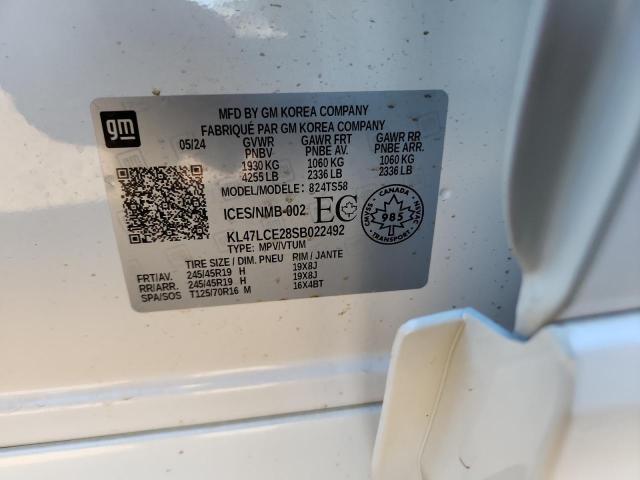 gm
MFD BY GM KOREA COMPANY
FABRIQUÉ PAR GM KOREA COMPANY
05/24 GVWR GAWR FRT GAWR RR
PNBV PNBE AV. PNBE ARR.
1930 KG 1060 KG 1060 KG
4255 LB 2336 LB 2336 LB
MODEL/MODÈLE: 824TS58
ICES/NMB-002 EC
CANADA
985
CMVSS
NSVAC
KL47LCE28SB022492
TYPE: MPV/VTUM
TIRE SIZE / DIM. PNEU RIM / JANTE
FRT/AV. 245/45R19 H 19X8J
RR/ARR. 245/45R19 H 19X8J
SPA/SOS T125/70R16 M 16X4BT